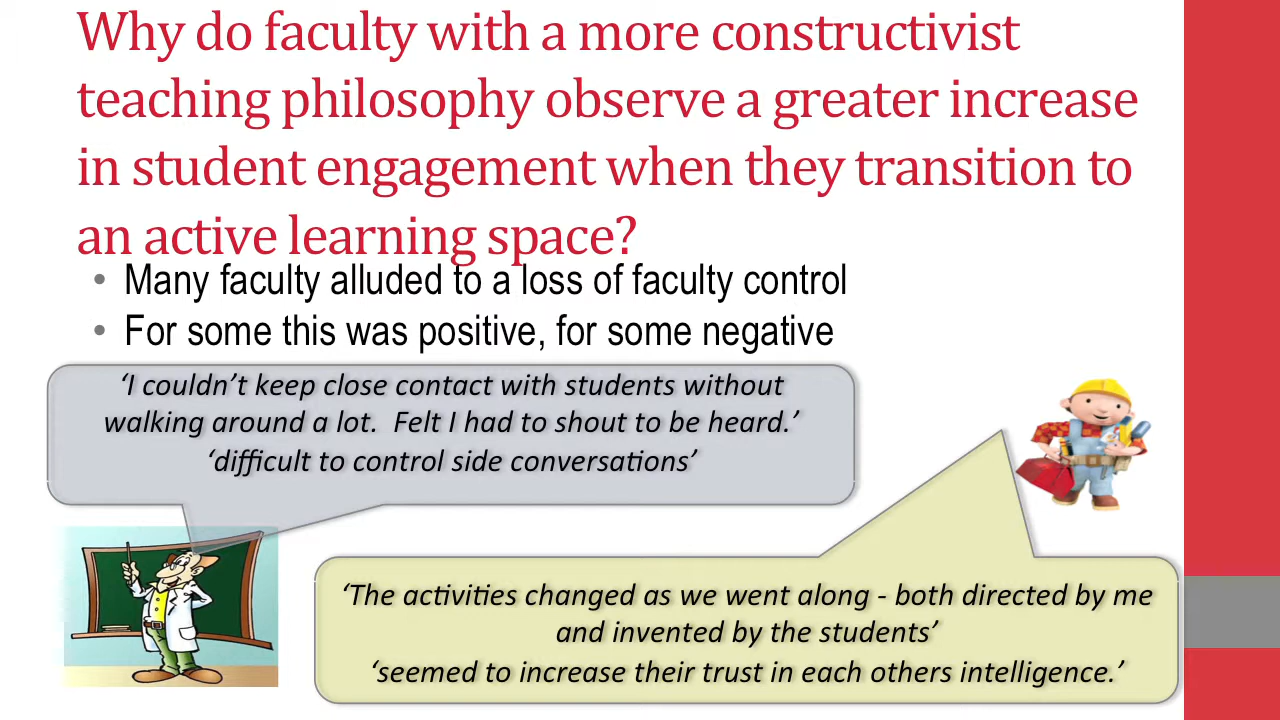 Why do faculty with a more constructivist
teaching philosophy observe a greater increase
in student engagement when they transition to
an active learning space?
• Many faculty alluded to a loss of faculty control
• For some this was positive, for some negative
‘I couldn’t keep close contact with students without
walking around a lot.  Felt I had to shout to be heard.’
‘difficult to control side conversations’
‘The activities changed as we went along - both directed by me
and invented by the students’
‘seemed to increase their trust in each others intelligence.’